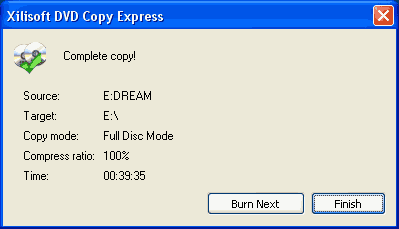 Xilisoft DVD Copy Express
Complete copy!
Source: E:DREAM
Target: E:\
Copy mode: Full Disc Mode
Compress ratio: 100%
Time: 00:39:35
Burn Next Finish